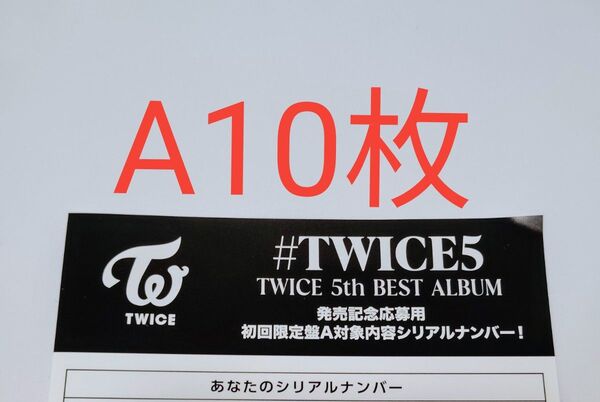 A10枚
#TWICE5
TWICE 5th BEST ALBUM
TWICE
発売記念応募用
初回限定盤A対象内容シリアルナンバー!
あなたのシリアルナンバー